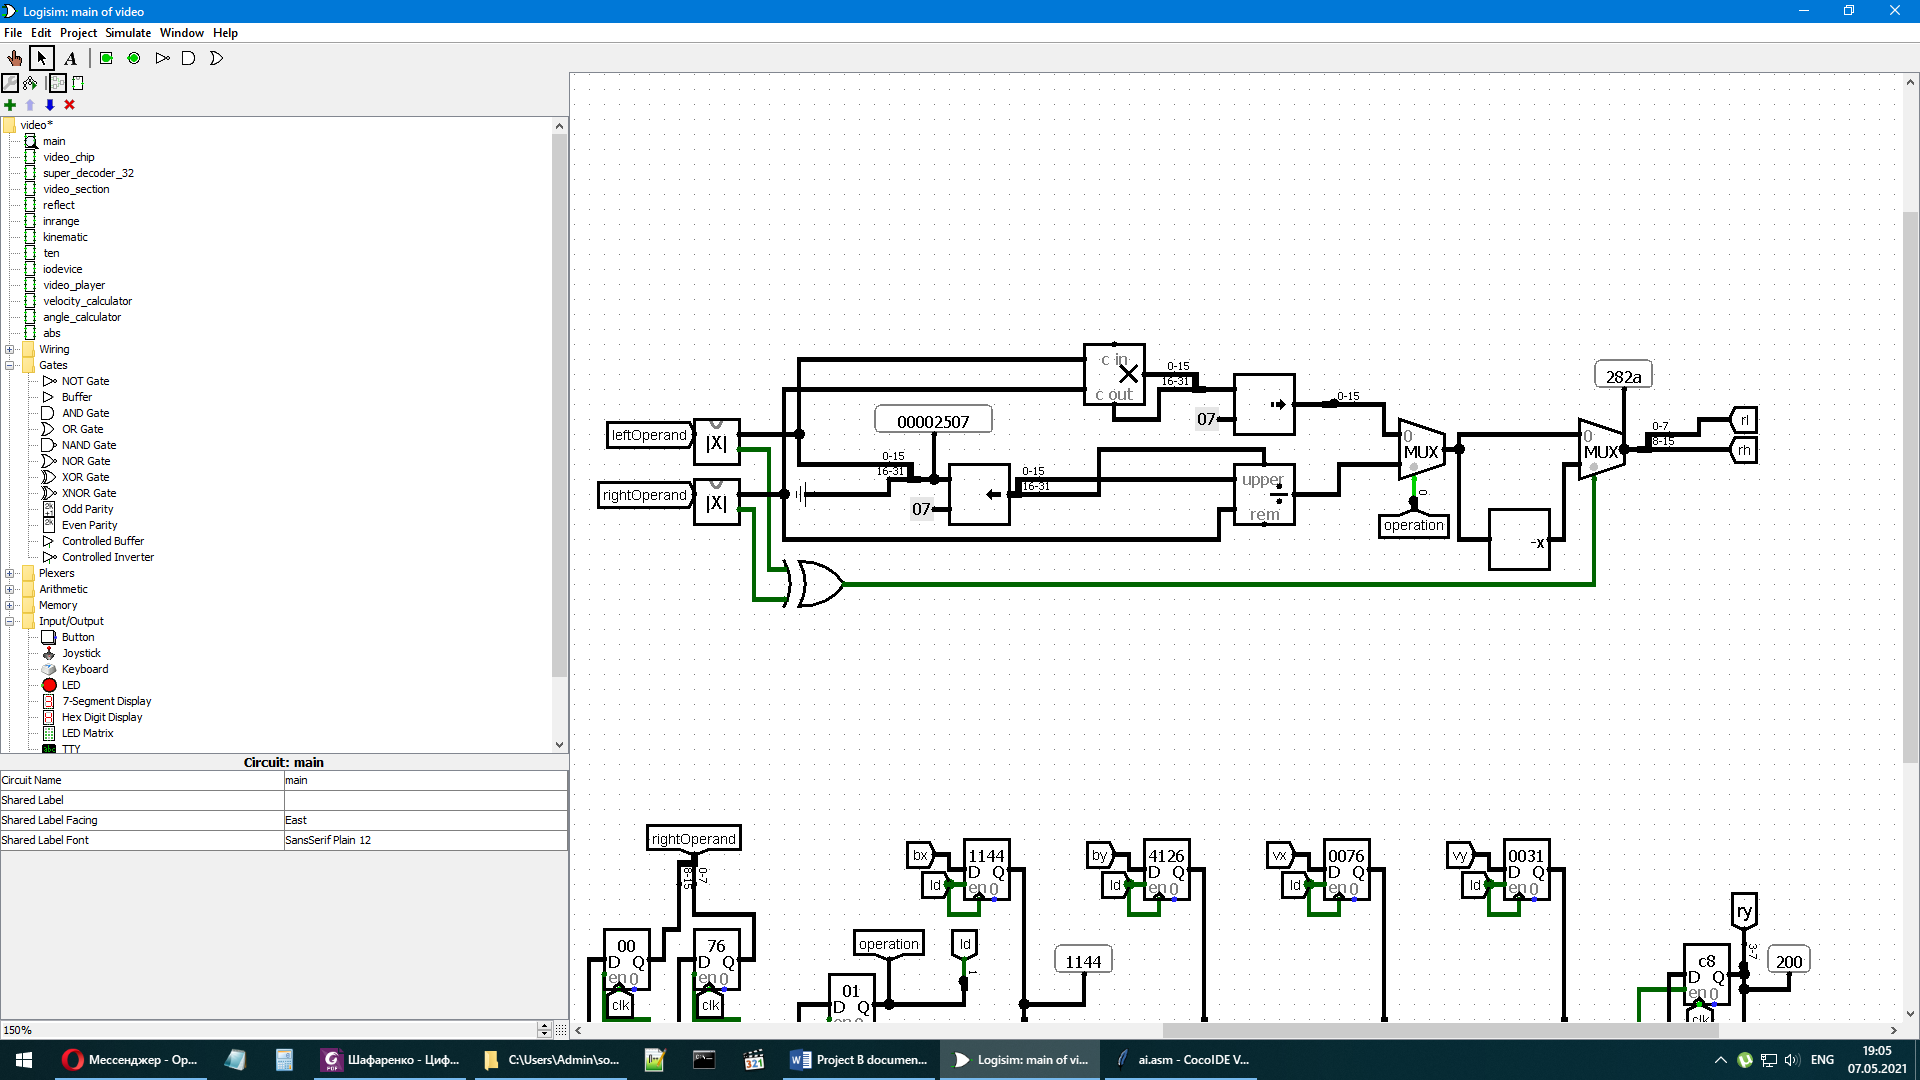 Logisim: main of video
File Edit Project Simulate Window Help
A
video*
main
video_chip
super_decoder_32
video_section
reflect
inrange
kinematic
ten
iodevice
video_player
velocity_calculator
angle_calculator
abs
Wiring
Gates
NOT Gate
Buffer
AND Gate
OR Gate
NAND Gate
NOR Gate
XOR Gate
XNOR Gate
Odd Parity
Even Parity
Controlled Buffer
Controlled Inverter
Plexers
Arithmetic
Memory
Input/Output
Button
Joystick
Keyboard
LED
7-Segment Display
Hex Digit Display
LED Matrix
TTY
Circuit: main
Circuit Name main
Shared Label
Shared Label Facing East
Shared Label Font SansSerif Plain 12
150%
c in
c out
0-15
16-31
07
0-15
282a
leftOperand
|X|
rightOperand
|X|
00002507
0-15
16-31
07
0-15
16-31
upper
rem
0
MUX
0
operation
-x
0
MUX
0-7
8-15
rl
rh
rightOperand
8-15
0-7
00
D Q
en 0
clk
76
D Q
en 0
clk
bx
ld
1144
D Q
en 0
by
ld
4126
D Q
en 0
vx
ld
0076
D Q
en 0
vy
ld
0031
D Q
en 0
operation
ld
1
01
D Q
en 0
1144
ry
3-7
c8
D Q
en 0
clk
200
Мессенджер - Ор...
Шафаренко - Циф...
C:\Users\Admin\so...
321
Project B documen...
Logisim: main of vi...
ai.asm - CocoIDE V...
ENG
19:05
07.05.2021